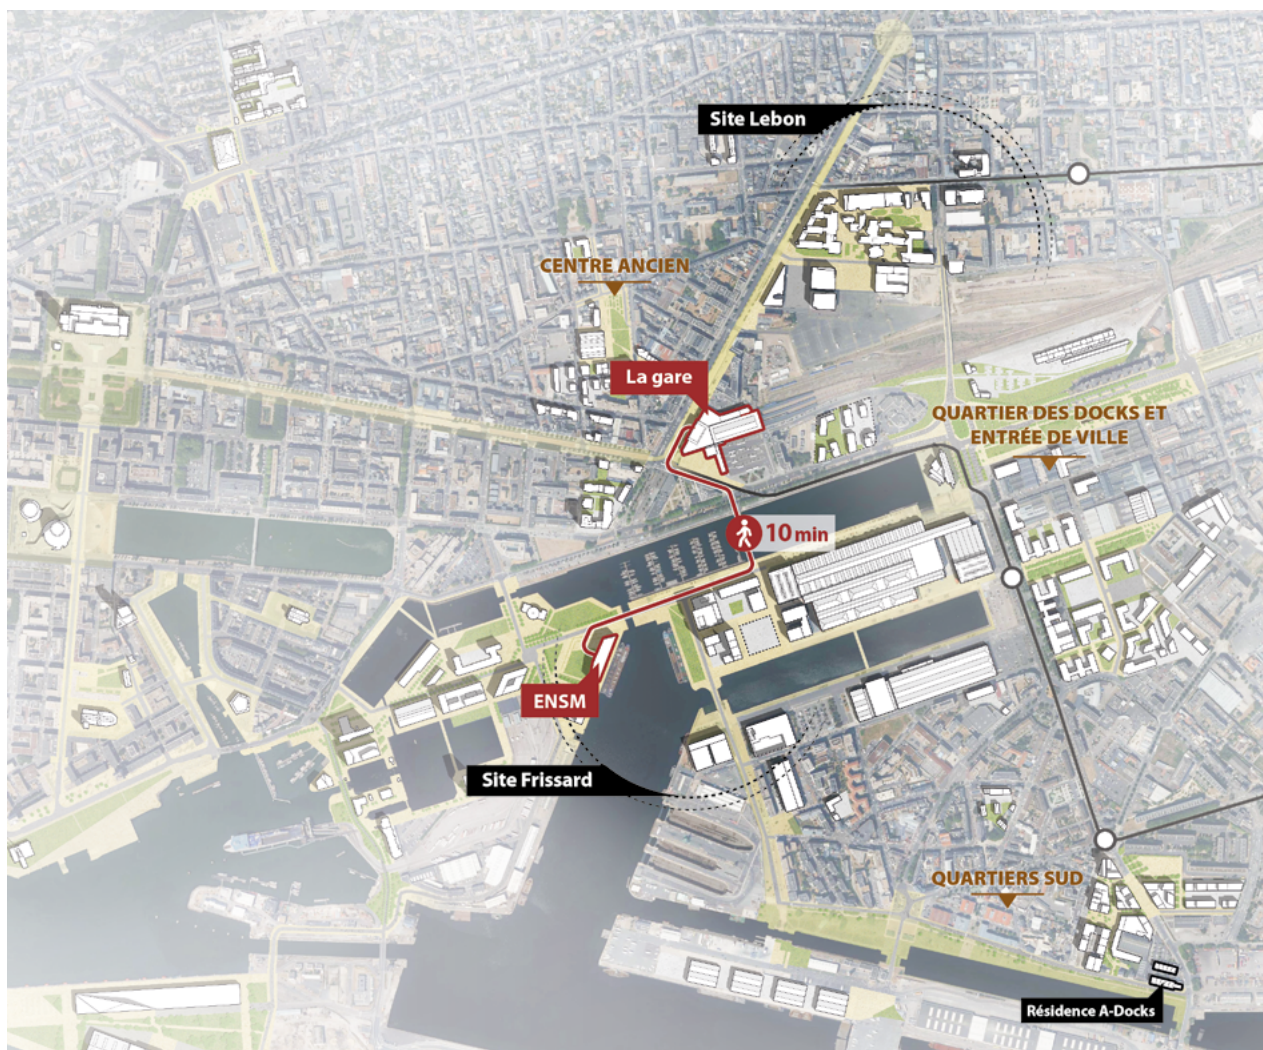 Site Lebon
CENTRE ANCIEN
La gare
QUARTIER DES DOCKS ET
ENTRÉE DE VILLE
10 min
ENSM
Site Frissard
QUARTIERS SUD
Résidence A-Docks